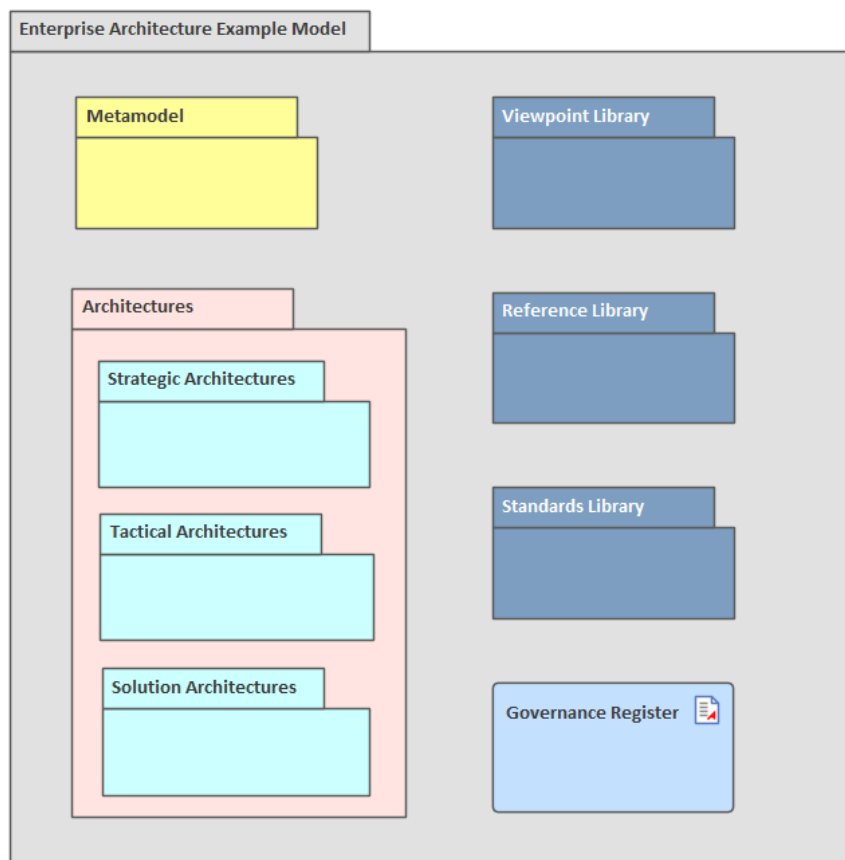 Enterprise Architecture Example Model
Metamodel
Viewpoint Library
Architectures
Reference Library
Strategic Architectures
Standards Library
Tactical Architectures
Solution Architectures
Governance Register